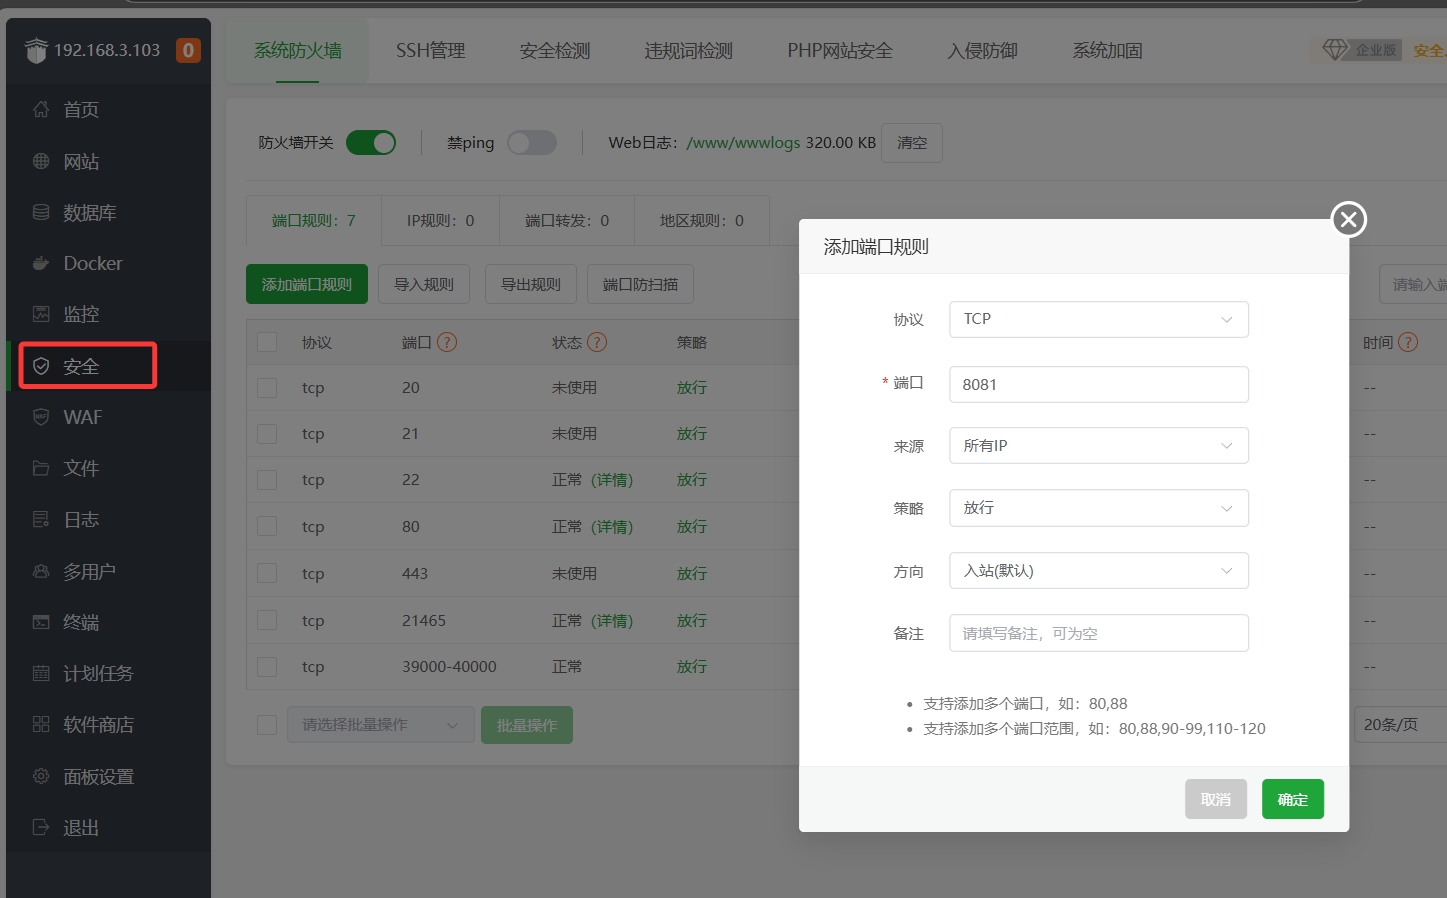 192.168.3.103 0
首页
网站
数据库
Docker
监控
安全
WAF
文件
日志
多用户
终端
计划任务
软件商店
面板设置
退出
系统防火墙 SSH管理 安全检测 违规词检测 PHP网站安全 入侵防御 系统加固 企业版 安全
防火墙开关 禁ping Web日志：/www/wwwlogs 320.00 KB 清空
端口规则：7 IP规则：0 端口转发：0 地区规则：0
添加端口规则 导入规则 导出规则 端口防扫描 请输入端
协议 端口 ? 状态 ? 策略 时间 ?
tcp 20 未使用 放行 --
tcp 21 未使用 放行 --
tcp 22 正常 (详情) 放行 --
tcp 80 正常 (详情) 放行 --
tcp 443 未使用 放行 --
tcp 21465 正常 (详情) 放行 --
tcp 39000-40000 正常 放行 --
请选择批量操作 批量操作 20条/页
添加端口规则
协议 TCP
* 端口 8081
来源 所有IP
策略 放行
方向 入站(默认)
备注 请填写备注，可为空
• 支持添加多个端口，如：80,88
• 支持添加多个端口范围，如：80,88,90-99,110-120
取消 确定